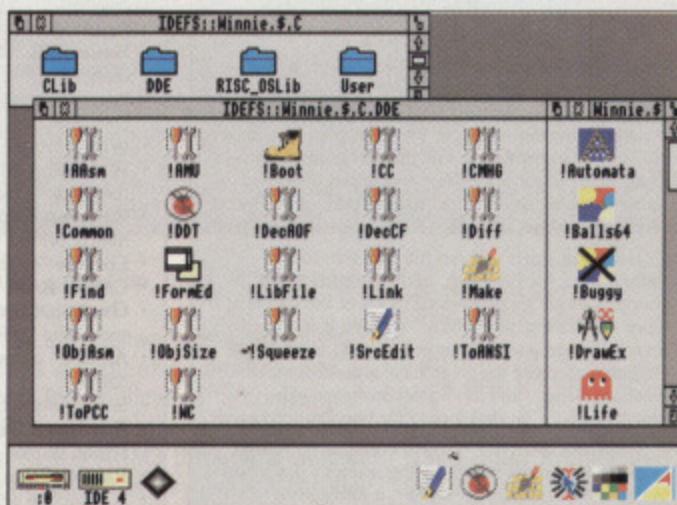 IDEFS::Winnie.$.C
CLib DDE RISC_OSLib User
IDEFS::Winnie.$.C.DDE
Winnie.$
!AAsm !AMU !Boot !CC !CMHG !Automata
!Common !DDT !DecAOF !DecCF !Diff !Balls64
!Find !FormEd !LibFile !Link !Make !Buggy
!ObjAsm !ObjSize !Squeeze !SrcEdit !ToANSI !DrawEx
!ToPCC !WC !Life
:0 IDE 4